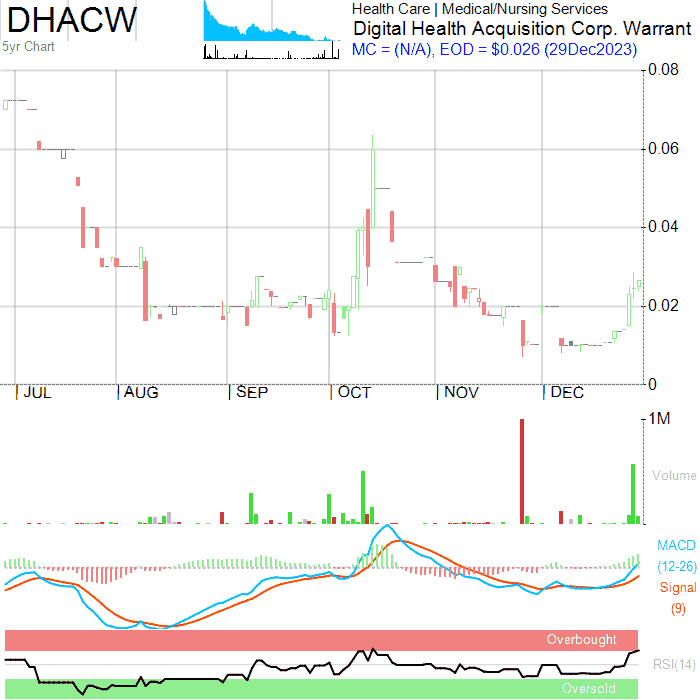 DHACW
5yr Chart
Health Care | Medical/Nursing Services
Digital Health Acquisition Corp. Warrant
MC = (N/A), EOD = $0.026 (29Dec2023)
0.08
0.06
0.04
0.02
0
JUL AUG SEP OCT NOV DEC
1M
Volume
MACD
(12-26)
Signal
(9)
Overbought
RSI(14)
Oversold